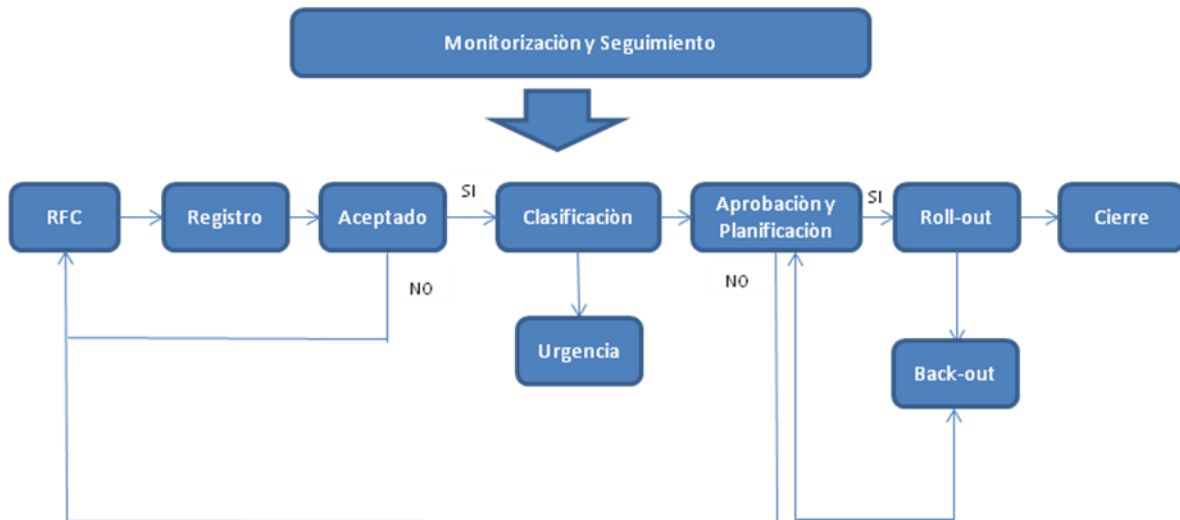 Monitorizaciòn y Seguimiento
RFC
Registro
Aceptado
SI
Clasificaciòn
Aprobaciòn y
Planificaciòn
SI
Roll-out
Cierre
NO
NO
Urgencia
Back-out